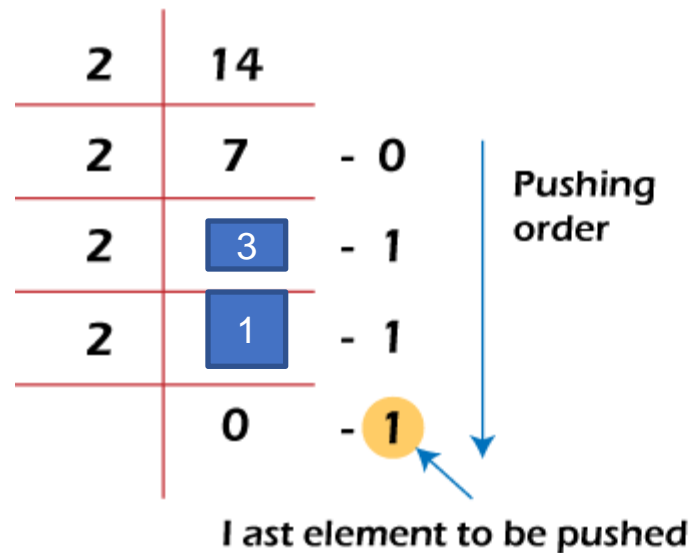 2 14
2 7 - 0
Pushing
order
2 3 - 1
2 1 - 1
0 - 1
l ast element to be pushed